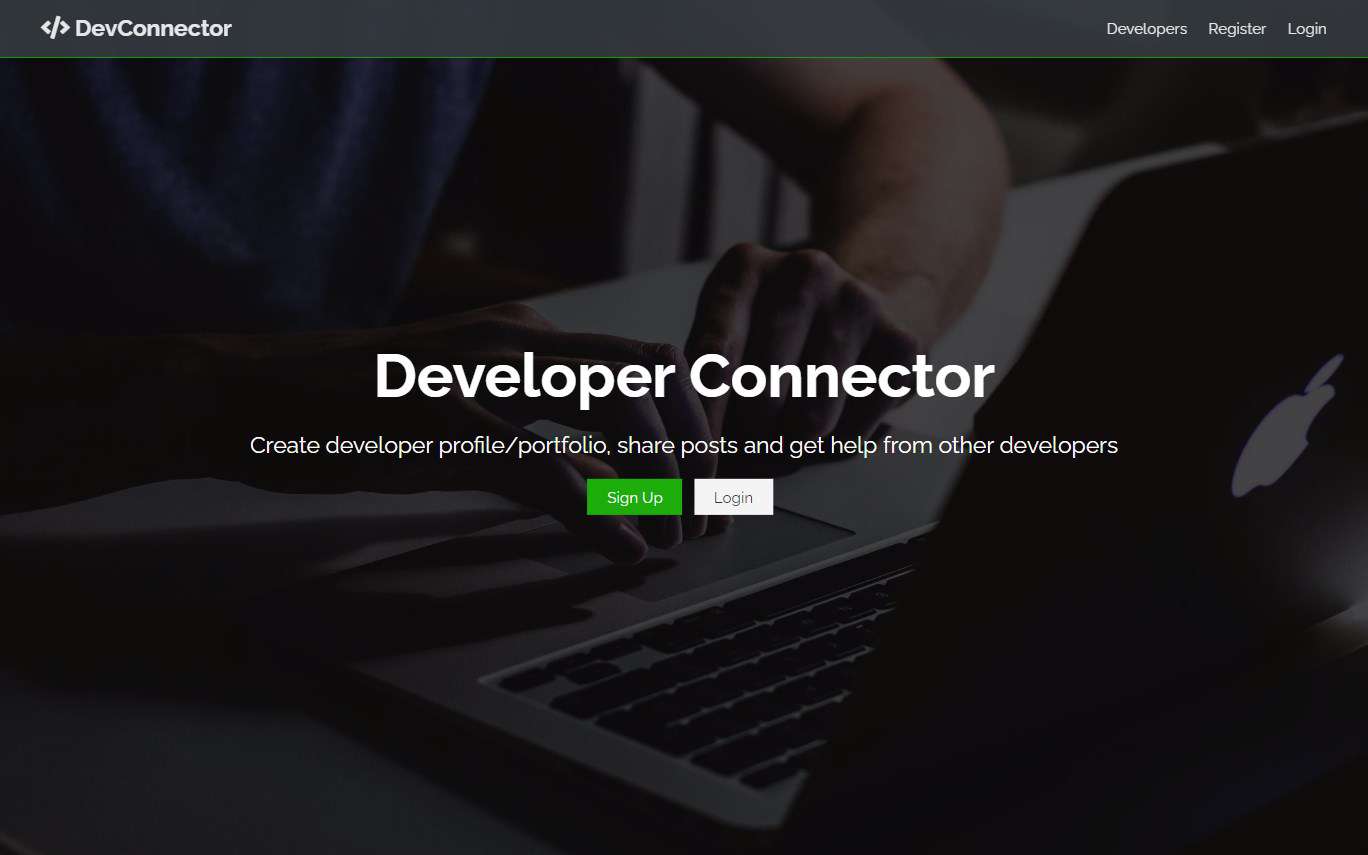 DevConnector
Developers Register Login
Developer Connector
Create developer profile/portfolio, share posts and get help from other developers
Sign Up Login